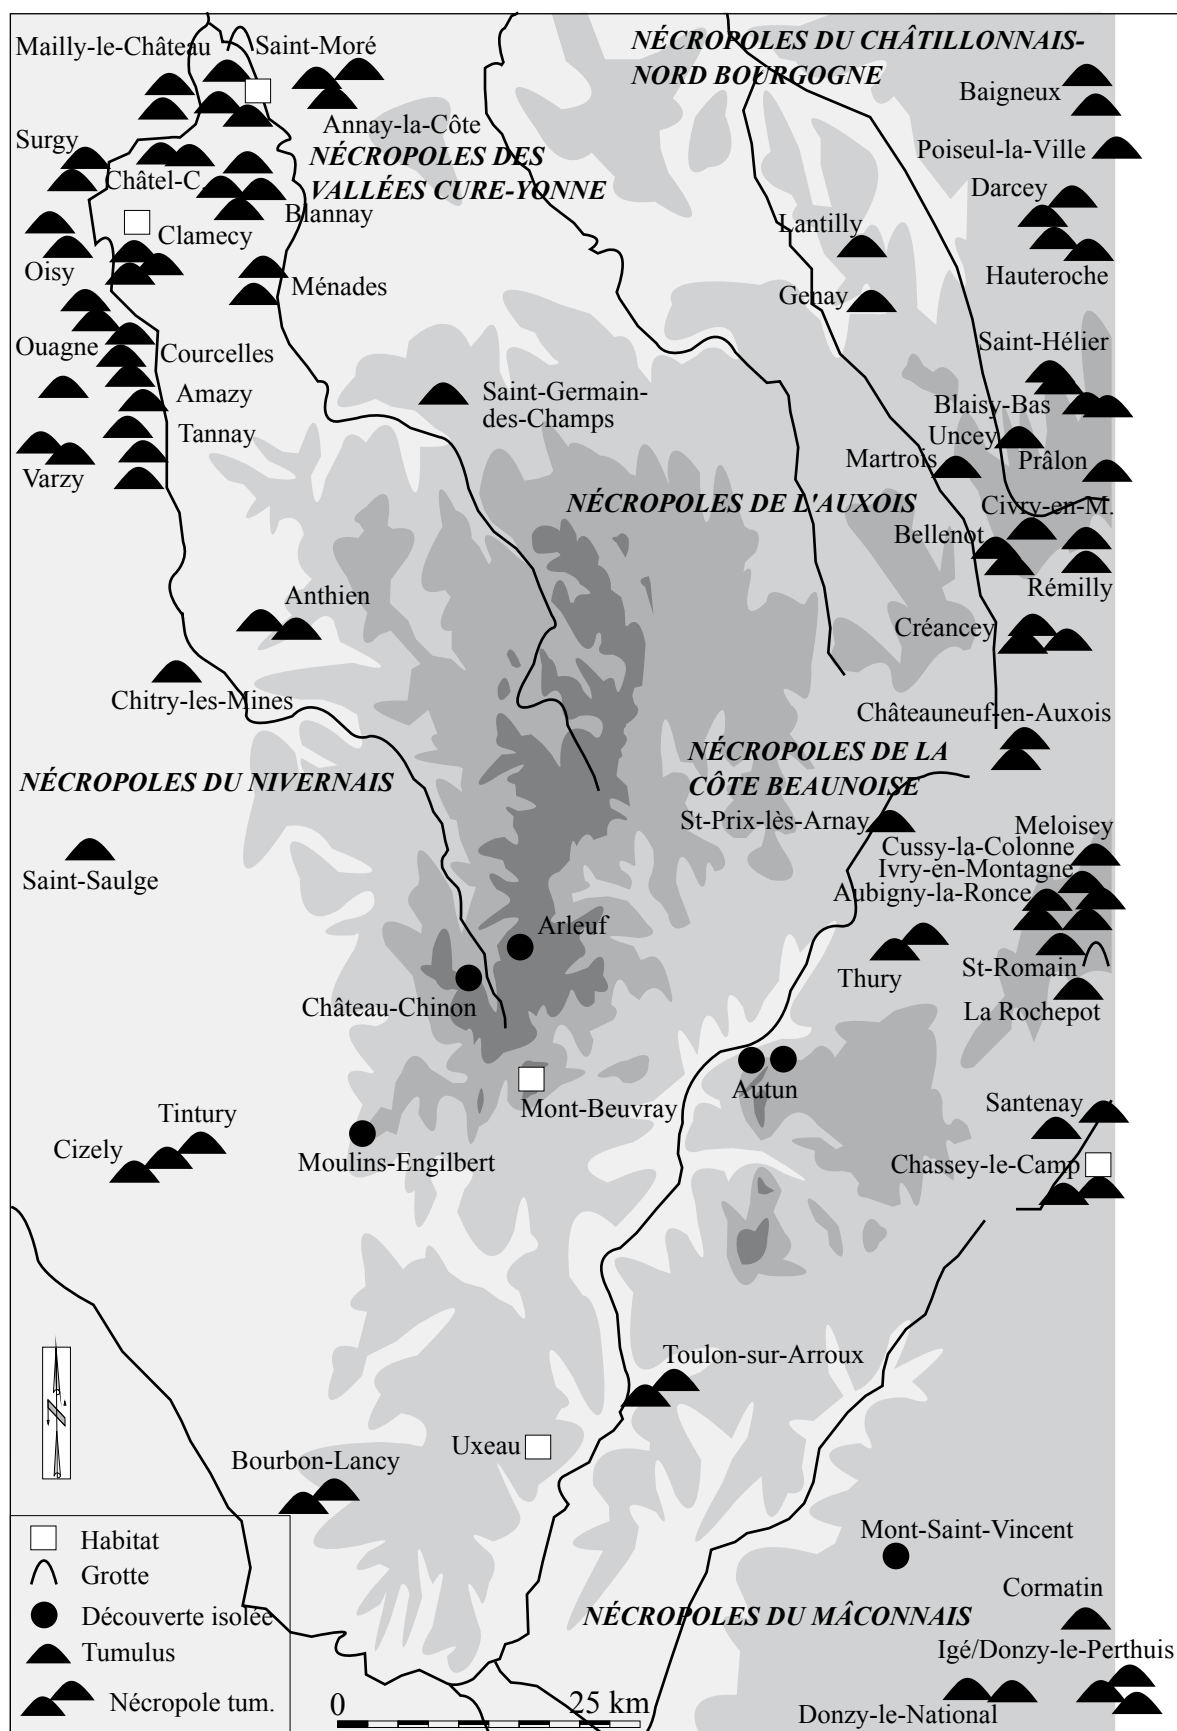 Mailly-le-Château
Saint-Moré
NÉCROPOLES DU CHÂTILLONNAIS-
NORD BOURGOGNE
Baigneux
Annay-la-Côte
Surgy
NÉCROPOLES DES
VALLÉES CURE-YONNE
Poiseul-la-Ville
Châtel-C.
Darcey
Blannay
Lantilly
Clamecy
Oisy
Hauteroche
Ménades
Genay
Ouagne
Courcelles
Saint-Hélier
Amazy
Saint-Germain-
des-Champs
Blaisy-Bas
Tannay
Uncey
Varzy
Martrois
Prâlon
NÉCROPOLES DE L'AUXOIS
Civry-en-M.
Bellenot
Anthien
Rémilly
Créancey
Chitry-les-Mines
Châteauneuf-en-Auxois
NÉCROPOLES DU NIVERNAIS
NÉCROPOLES DE LA
CÔTE BEAUNOISE
St-Prix-lès-Arnay
Meloisey
Cussy-la-Colonne
Ivry-en-Montagne
Aubigny-la-Ronce
Saint-Saulge
Arleuf
Thury
St-Romain
Château-Chinon
La Rochepot
Autun
Mont-Beuvray
Santenay
Tintury
Cizely
Moulins-Engilbert
Chassey-le-Camp
Toulon-sur-Arroux
Uxeau
Bourbon-Lancy
N
Mont-Saint-Vincent
Habitat
Grotte
Découverte isolée
Tumulus
Nécropole tum.
Cormatin
NÉCROPOLES DU MÂCONNAIS
Igé/Donzy-le-Perthuis
0 25 km
Donzy-le-National